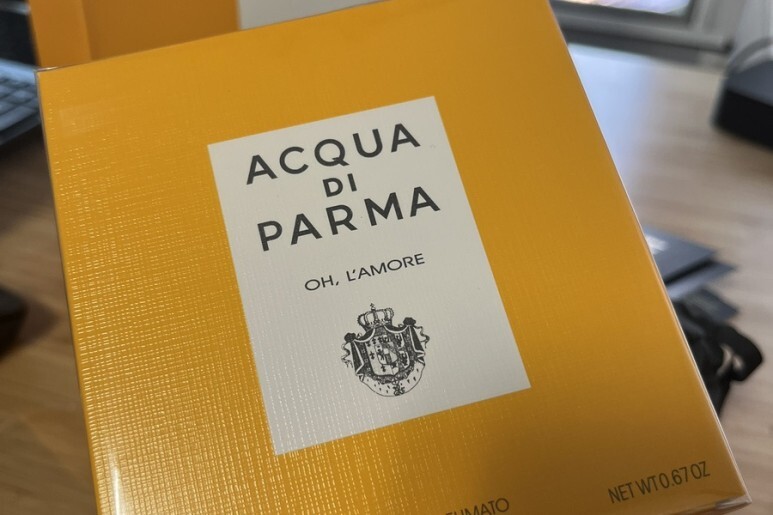 ACQUA
DI
PARMA
OH, L'AMORE
NET WT 0.67 OZ